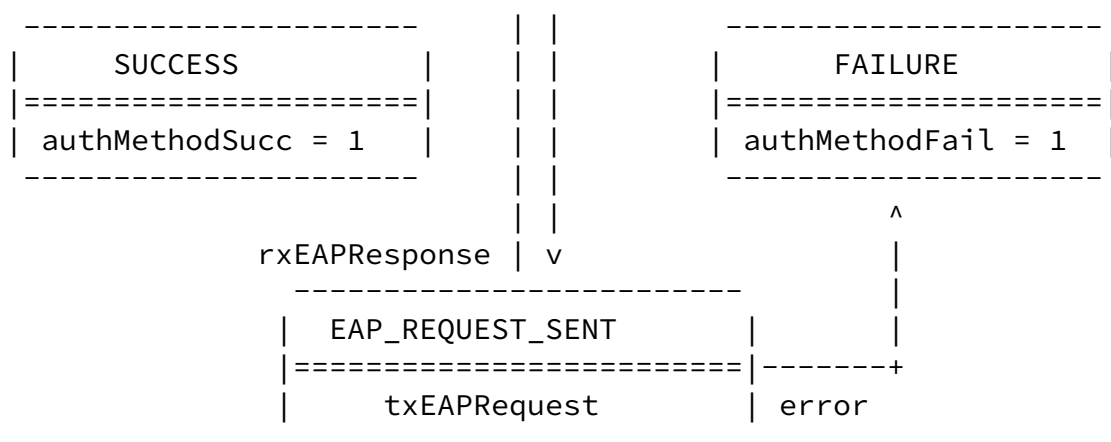 ----------------------      | |         ---------------------
|     SUCCESS          |     | |        |      FAILURE        |
|======================|     | |        |=====================|
| authMethodSucc = 1   |     | |        | authMethodFail = 1  |
 ----------------------      | |         ---------------------
                             | |                  ^
              rxEAPResponse  | v                  |
                -------------------------         |
               |  EAP_REQUEST_SENT       |        |
               |=========================|-------+
               |     txEAPRequest        | error